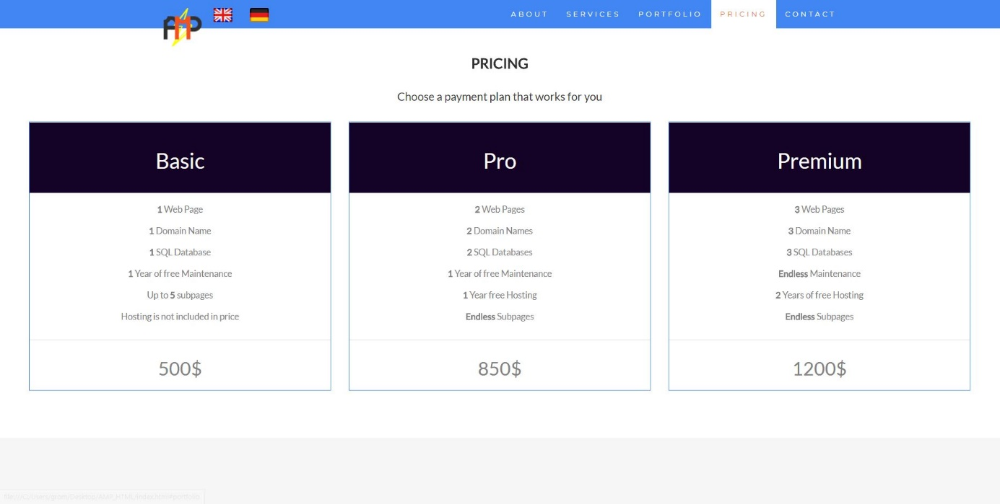 AMP
ABOUT SERVICES PORTFOLIO PRICING CONTACT
PRICING
Choose a payment plan that works for you
Basic
1 Web Page
1 Domain Name
1 SQL Database
1 Year of free Maintenance
Up to 5 subpages
Hosting is not included in price
500$
Pro
2 Web Pages
2 Domain Names
2 SQL Databases
1 Year of free Maintenance
1 Year free Hosting
Endless Subpages
850$
Premium
3 Web Pages
3 Domain Name
3 SQL Databases
Endless Maintenance
2 Years of free Hosting
Endless Subpages
1200$
file:///C:/Users/grom/Desktop/AMP_HTML/index.html#portfolio